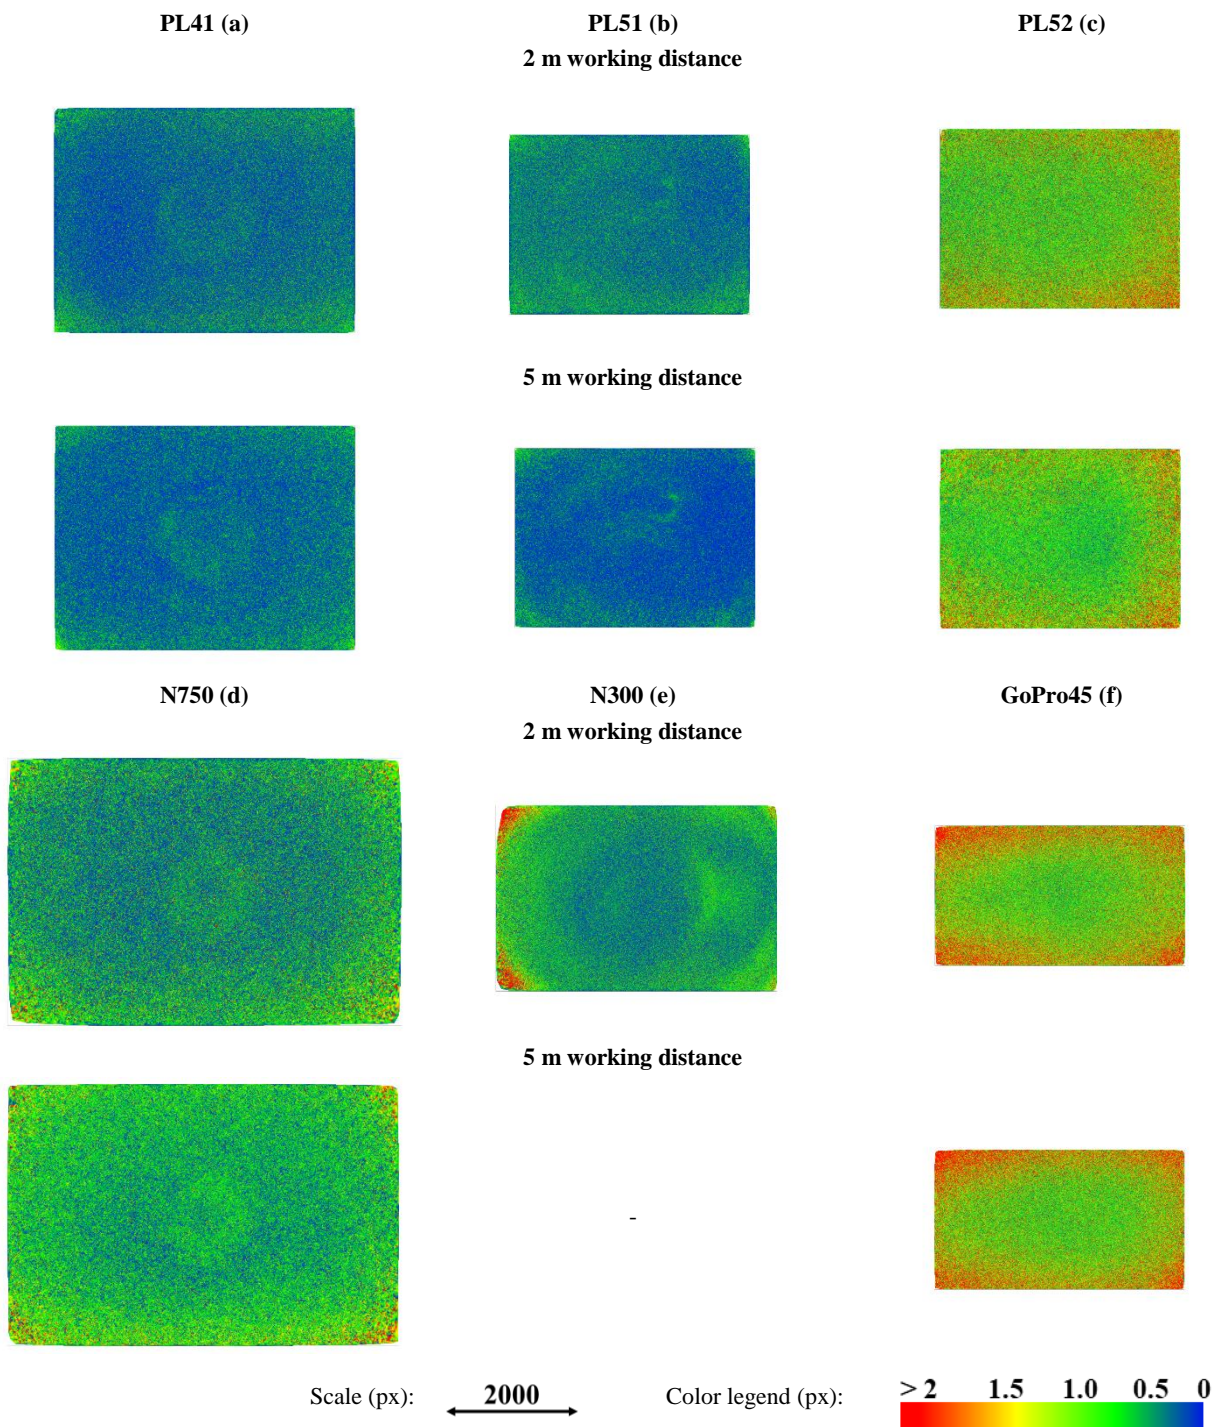 PL41 (a) PL51 (b) PL52 (c)
2 m working distance
5 m working distance
N750 (d) N300 (e) GoPro45 (f)
2 m working distance
5 m working distance
-
Scale (px): 2000 Color legend (px): > 2 1.5 1.0 0.5 0